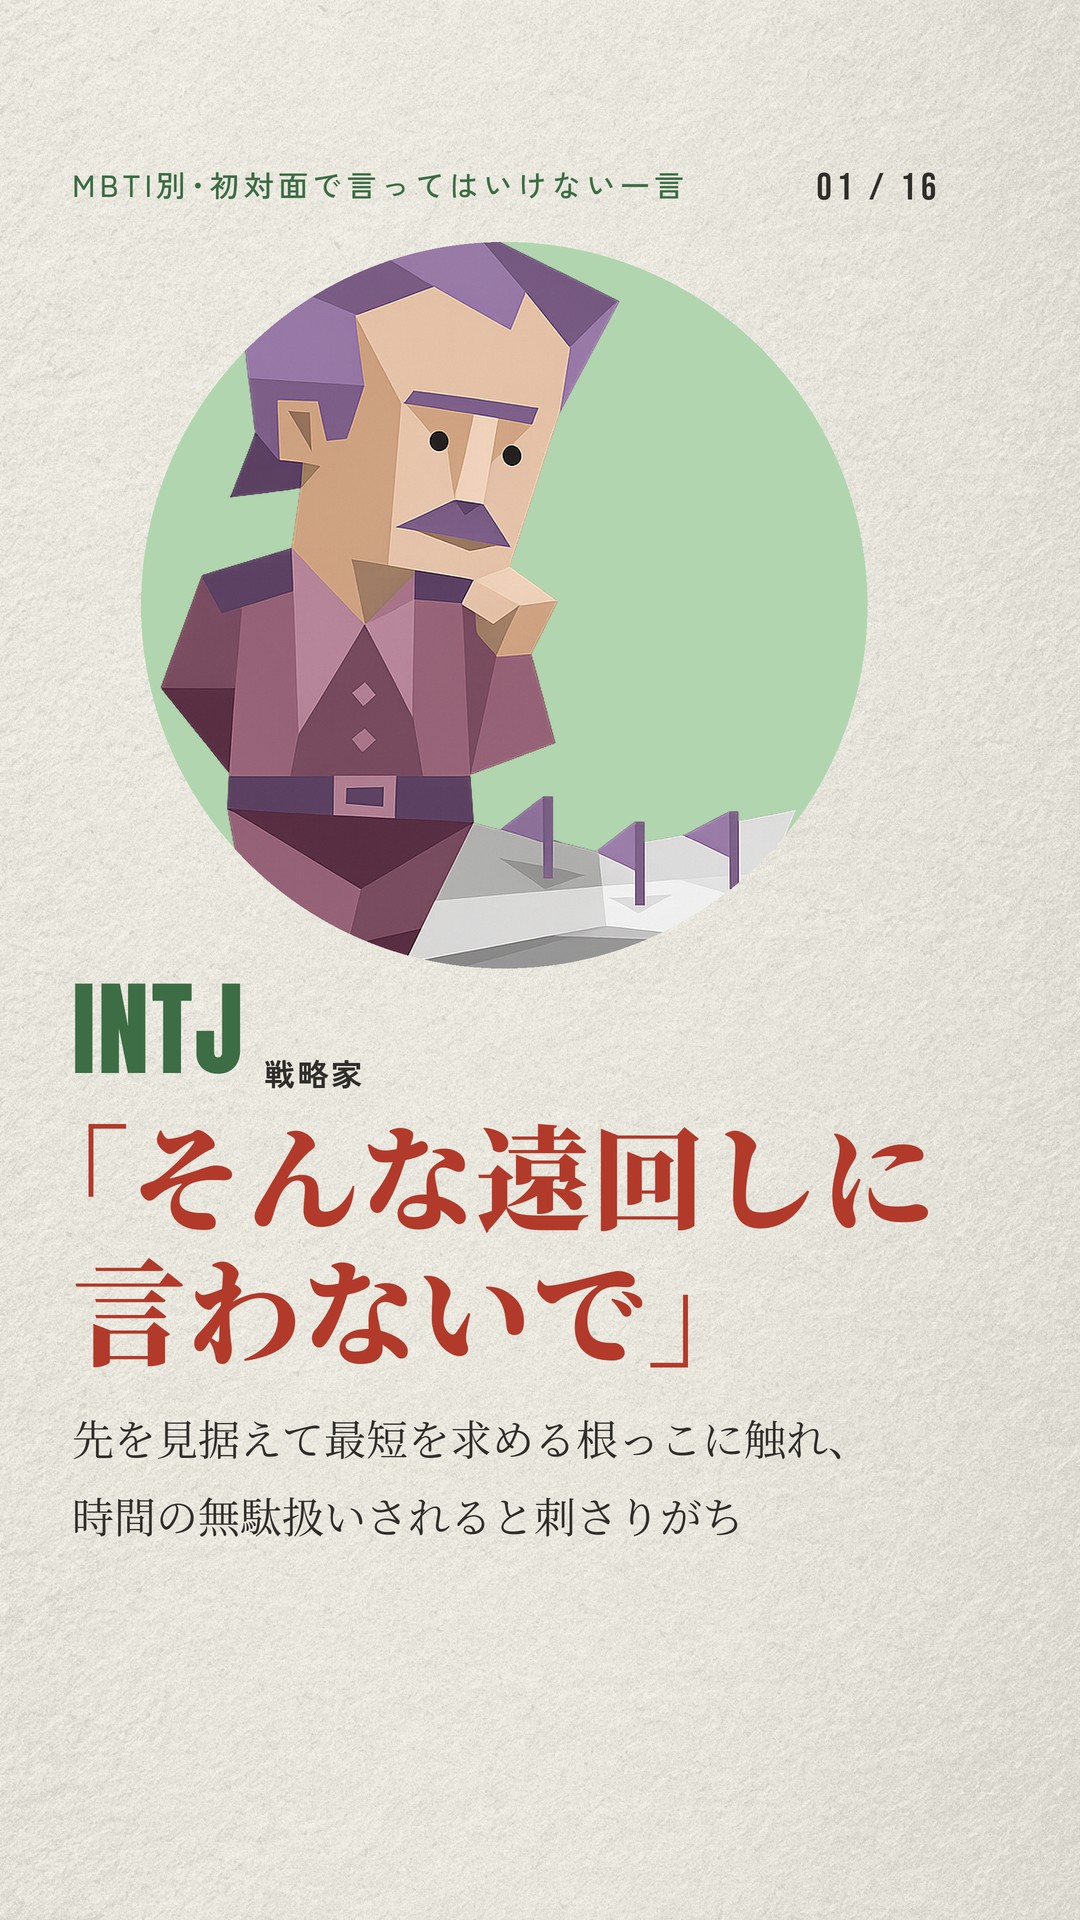 MBTI別・初対面で言ってはいけない一言
01 / 16
INTJ
戦略家
「そんな遠回しに
言わないで」
先を見据えて最短を求める根っこに触れ、
時間の無駄扱いされると刺さりがち